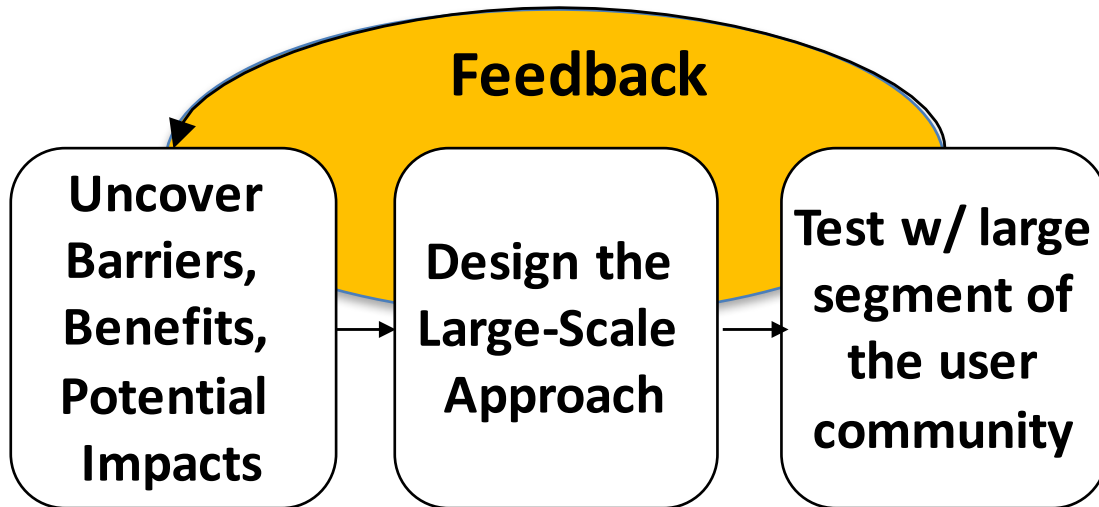 Feedback
Uncover
Barriers,
Benefits,
Potential
Impacts
Design the
Large-Scale
Approach
Test w/ large
segment of
the user
community